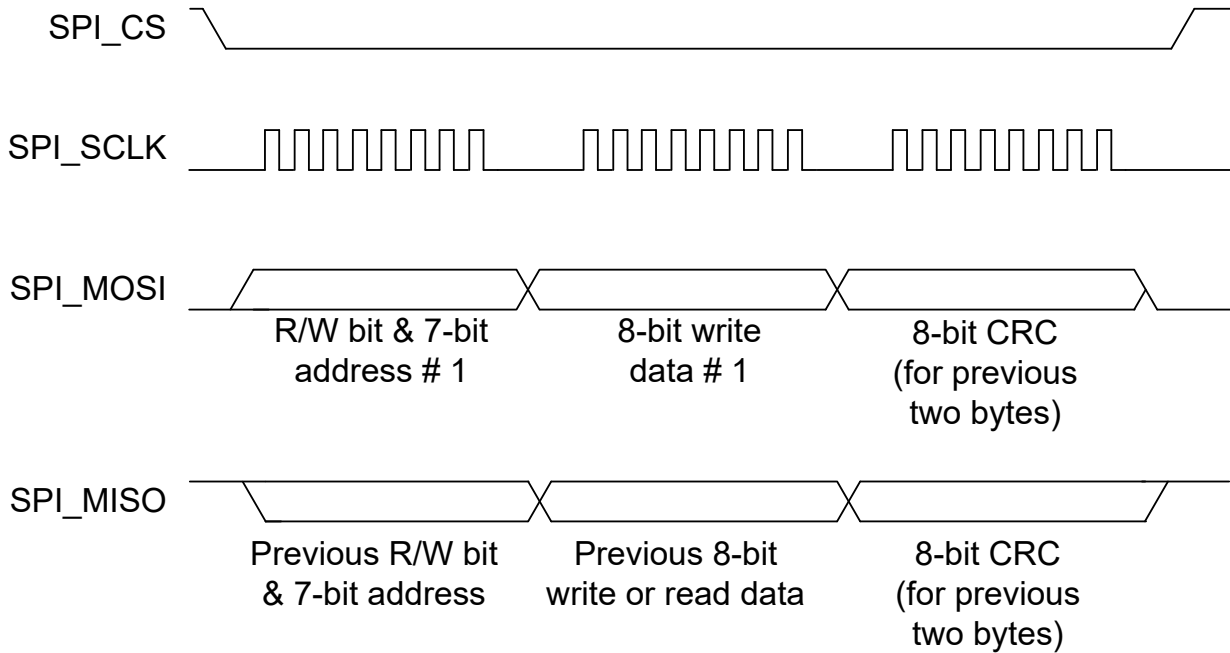 SPI_CS
SPI_SCLK
SPI_MOSI
R/W bit & 7-bit
address # 1
8-bit write
data # 1
8-bit CRC
(for previous
two bytes)
SPI_MISO
Previous R/W bit
& 7-bit address
Previous 8-bit
write or read data
8-bit CRC
(for previous
two bytes)